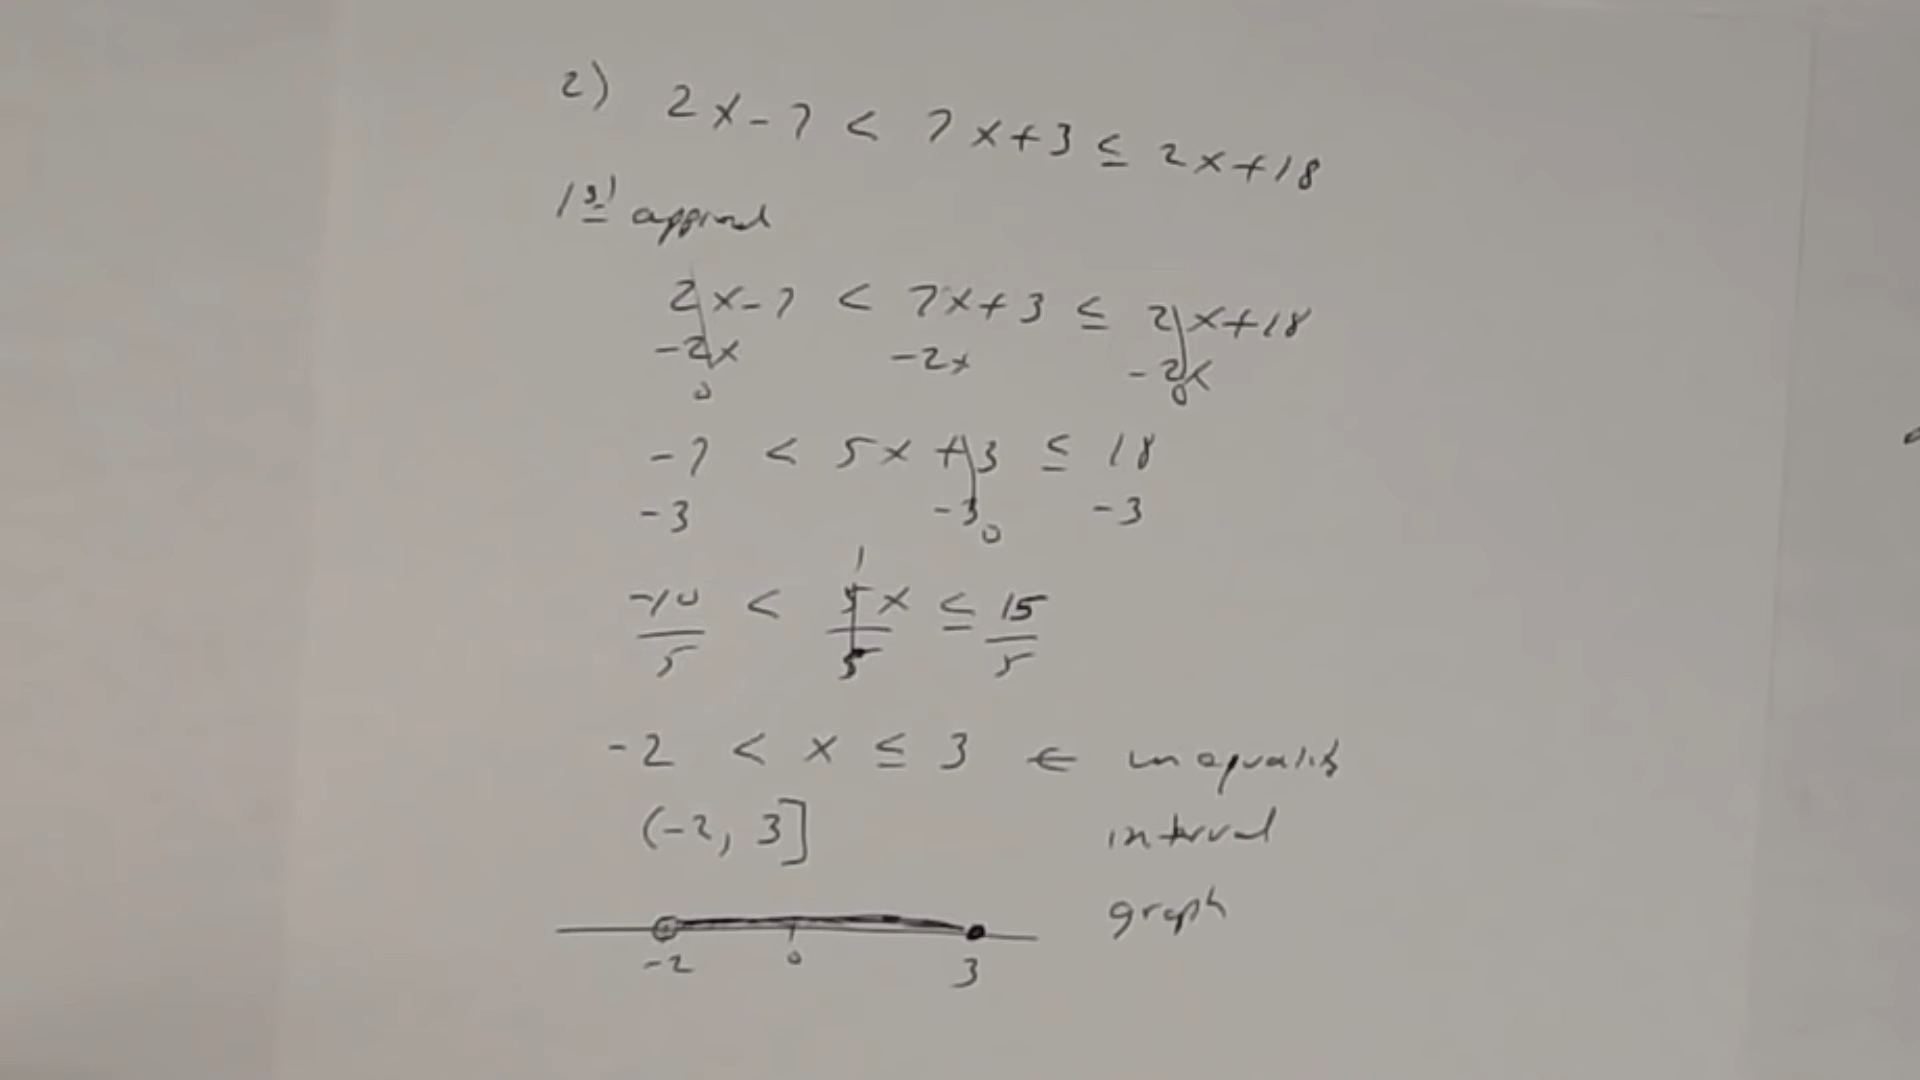 2) 2x-7 < 7x+3 ≤ 2x+18
1st approach
2x-7 < 7x+3 ≤ 2x+18
-2x -2x -2x
0 0
-7 < 5x+3 ≤ 18
-3 -3 -3
0
1
-10 < 5x ≤ 15
5 5 5
-2 < x ≤ 3 ← inequality
(-2, 3] interval
graph
-2 0 3